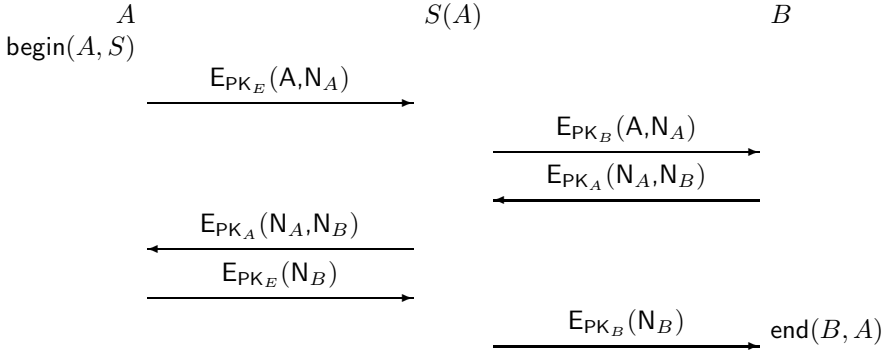 A S(A) B
begin(A, S)
E_{PK_E}(A,N_A)
E_{PK_B}(A,N_A)
E_{PK_A}(N_A,N_B)
E_{PK_A}(N_A,N_B)
E_{PK_E}(N_B)
E_{PK_B}(N_B) end(B, A)